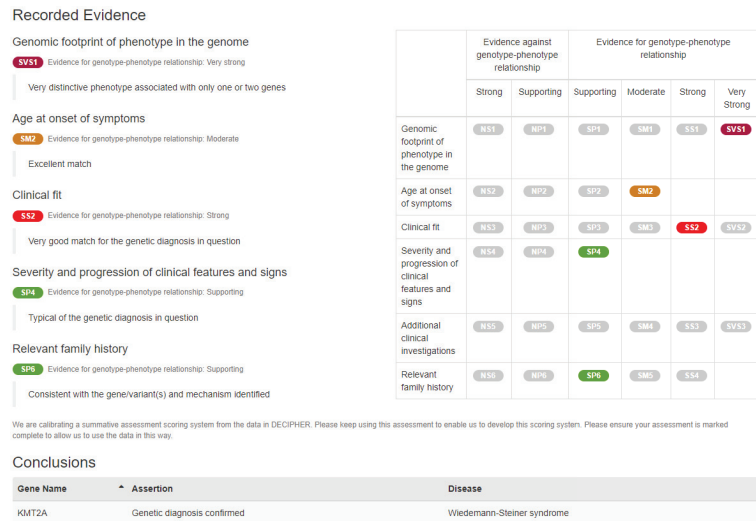 Recorded Evidence
Genomic footprint of phenotype in the genome
SVS1 Evidence for genotype-phenotype relationship: Very strong
Very distinctive phenotype associated with only one or two genes
Age at onset of symptoms
SM2 Evidence for genotype-phenotype relationship: Moderate
Excellent match
Clinical fit
SS2 Evidence for genotype-phenotype relationship: Strong
Very good match for the genetic diagnosis in question
Severity and progression of clinical features and signs
SP4 Evidence for genotype-phenotype relationship: Supporting
Typical of the genetic diagnosis in question
Relevant family history
SP6 Evidence for genotype-phenotype relationship: Supporting
Consistent with the gene/variant(s) and mechanism identified
Evidence against
genotype-phenotype
relationship
Evidence for genotype-phenotype
relationship
Strong Supporting Supporting Moderate Strong Very
Strong
Genomic
footprint of
phenotype in
the genome
NS1 NP1 SP1 SM1 SS1 SVS1
Age at onset
of symptoms
NS2 NP2 SP2 SM2
Clinical fit NS3 NP3 SP3 SM3 SS2 SVS2
Severity and
progression of
clinical
features and
signs
NS4 NP4 SP4
Additional
clinical
investigations
NS5 NP5 SP5 SM4 SS3 SVS3
Relevant
family history
NS6 NP6 SP6 SM5 SS4
We are calibrating a summative assessment scoring system from the data in DECIPHER. Please keep using this assessment to enable us to develop this scoring system. Please ensure your assessment is marked
complete to allow us to use the data in this way.
Conclusions
Gene Name Assertion Disease
KMT2A Genetic diagnosis confirmed Wiedemann-Steiner syndrome